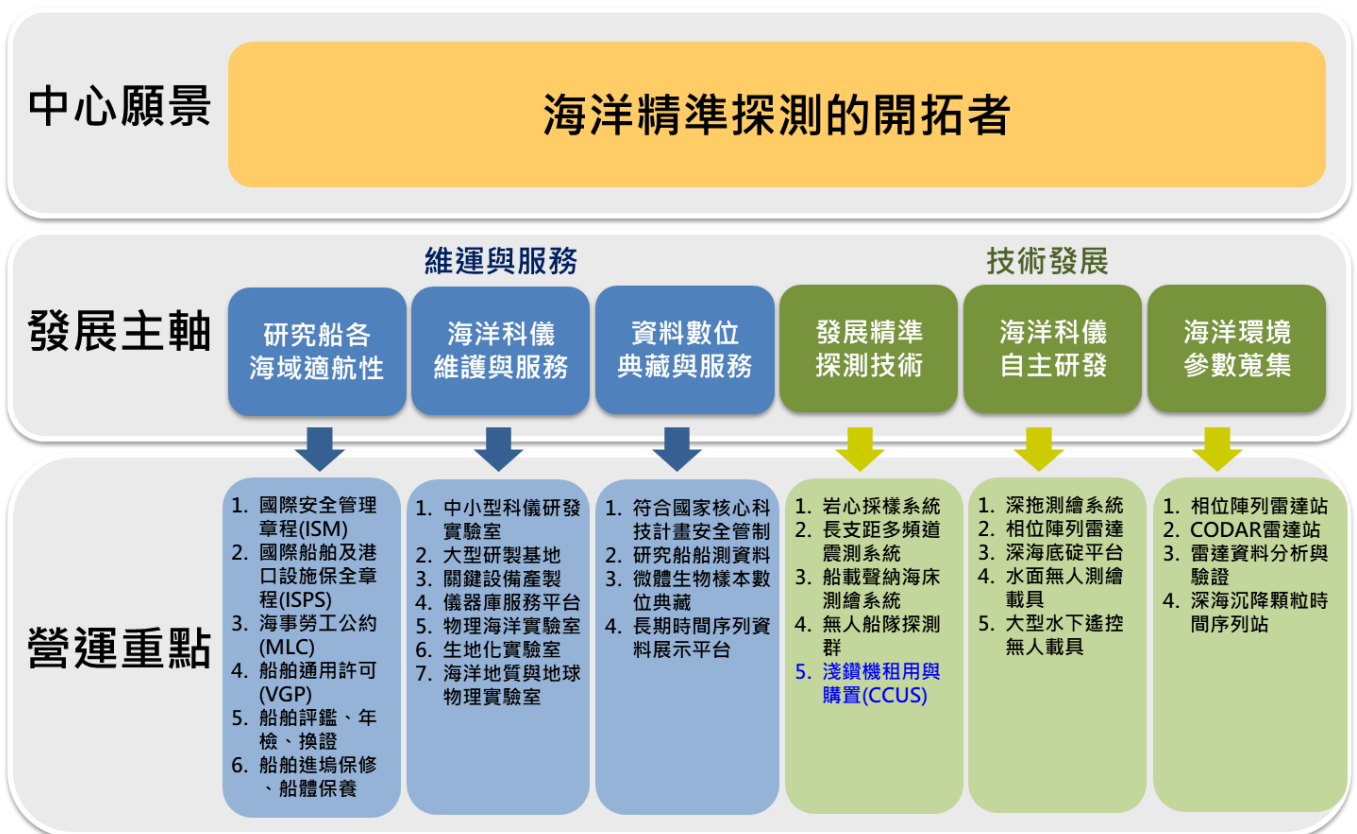 中心願景
海洋精準探測的開拓者
發展主軸
維運與服務
技術發展
研究船各
海域適航性
海洋科儀
維護與服務
資料數位
典藏與服務
發展精準
探測技術
海洋科儀
自主研發
海洋環境
參數蒐集
營運重點
1. 國際安全管理
章程(ISM)
2. 國際船舶及港
口設施保全章
程(ISPS)
3. 海事勞工公約
(MLC)
4. 船舶通用許可
(VGP)
5. 船舶評鑑、年
檢、換證
6. 船舶進塢保修
、船體保養
1. 中小型科儀研發
實驗室
2. 大型研製基地
3. 關鍵設備產製
4. 儀器庫服務平台
5. 物理海洋實驗室
6. 生地化實驗室
7. 海洋地質與地球
物理實驗室
1. 符合國家核心科
技計畫安全管制
2. 研究船船測資料
3. 微體生物樣本數
位典藏
4. 長期時間序列資
料展示平台
1. 岩心採樣系統
2. 長支距多頻道
震測系統
3. 船載聲納海床
測繪系統
4. 無人船隊探測
群
5. 淺鑽機租用與
購置(CCUS)
1. 深拖測繪系統
2. 相位陣列雷達
3. 深海底碇平台
4. 水面無人測繪
載具
5. 大型水下遙控
無人載具
1. 相位陣列雷達站
2. CODAR雷達站
3. 雷達資料分析與
驗證
4. 深海沉降顆粒時
間序列站